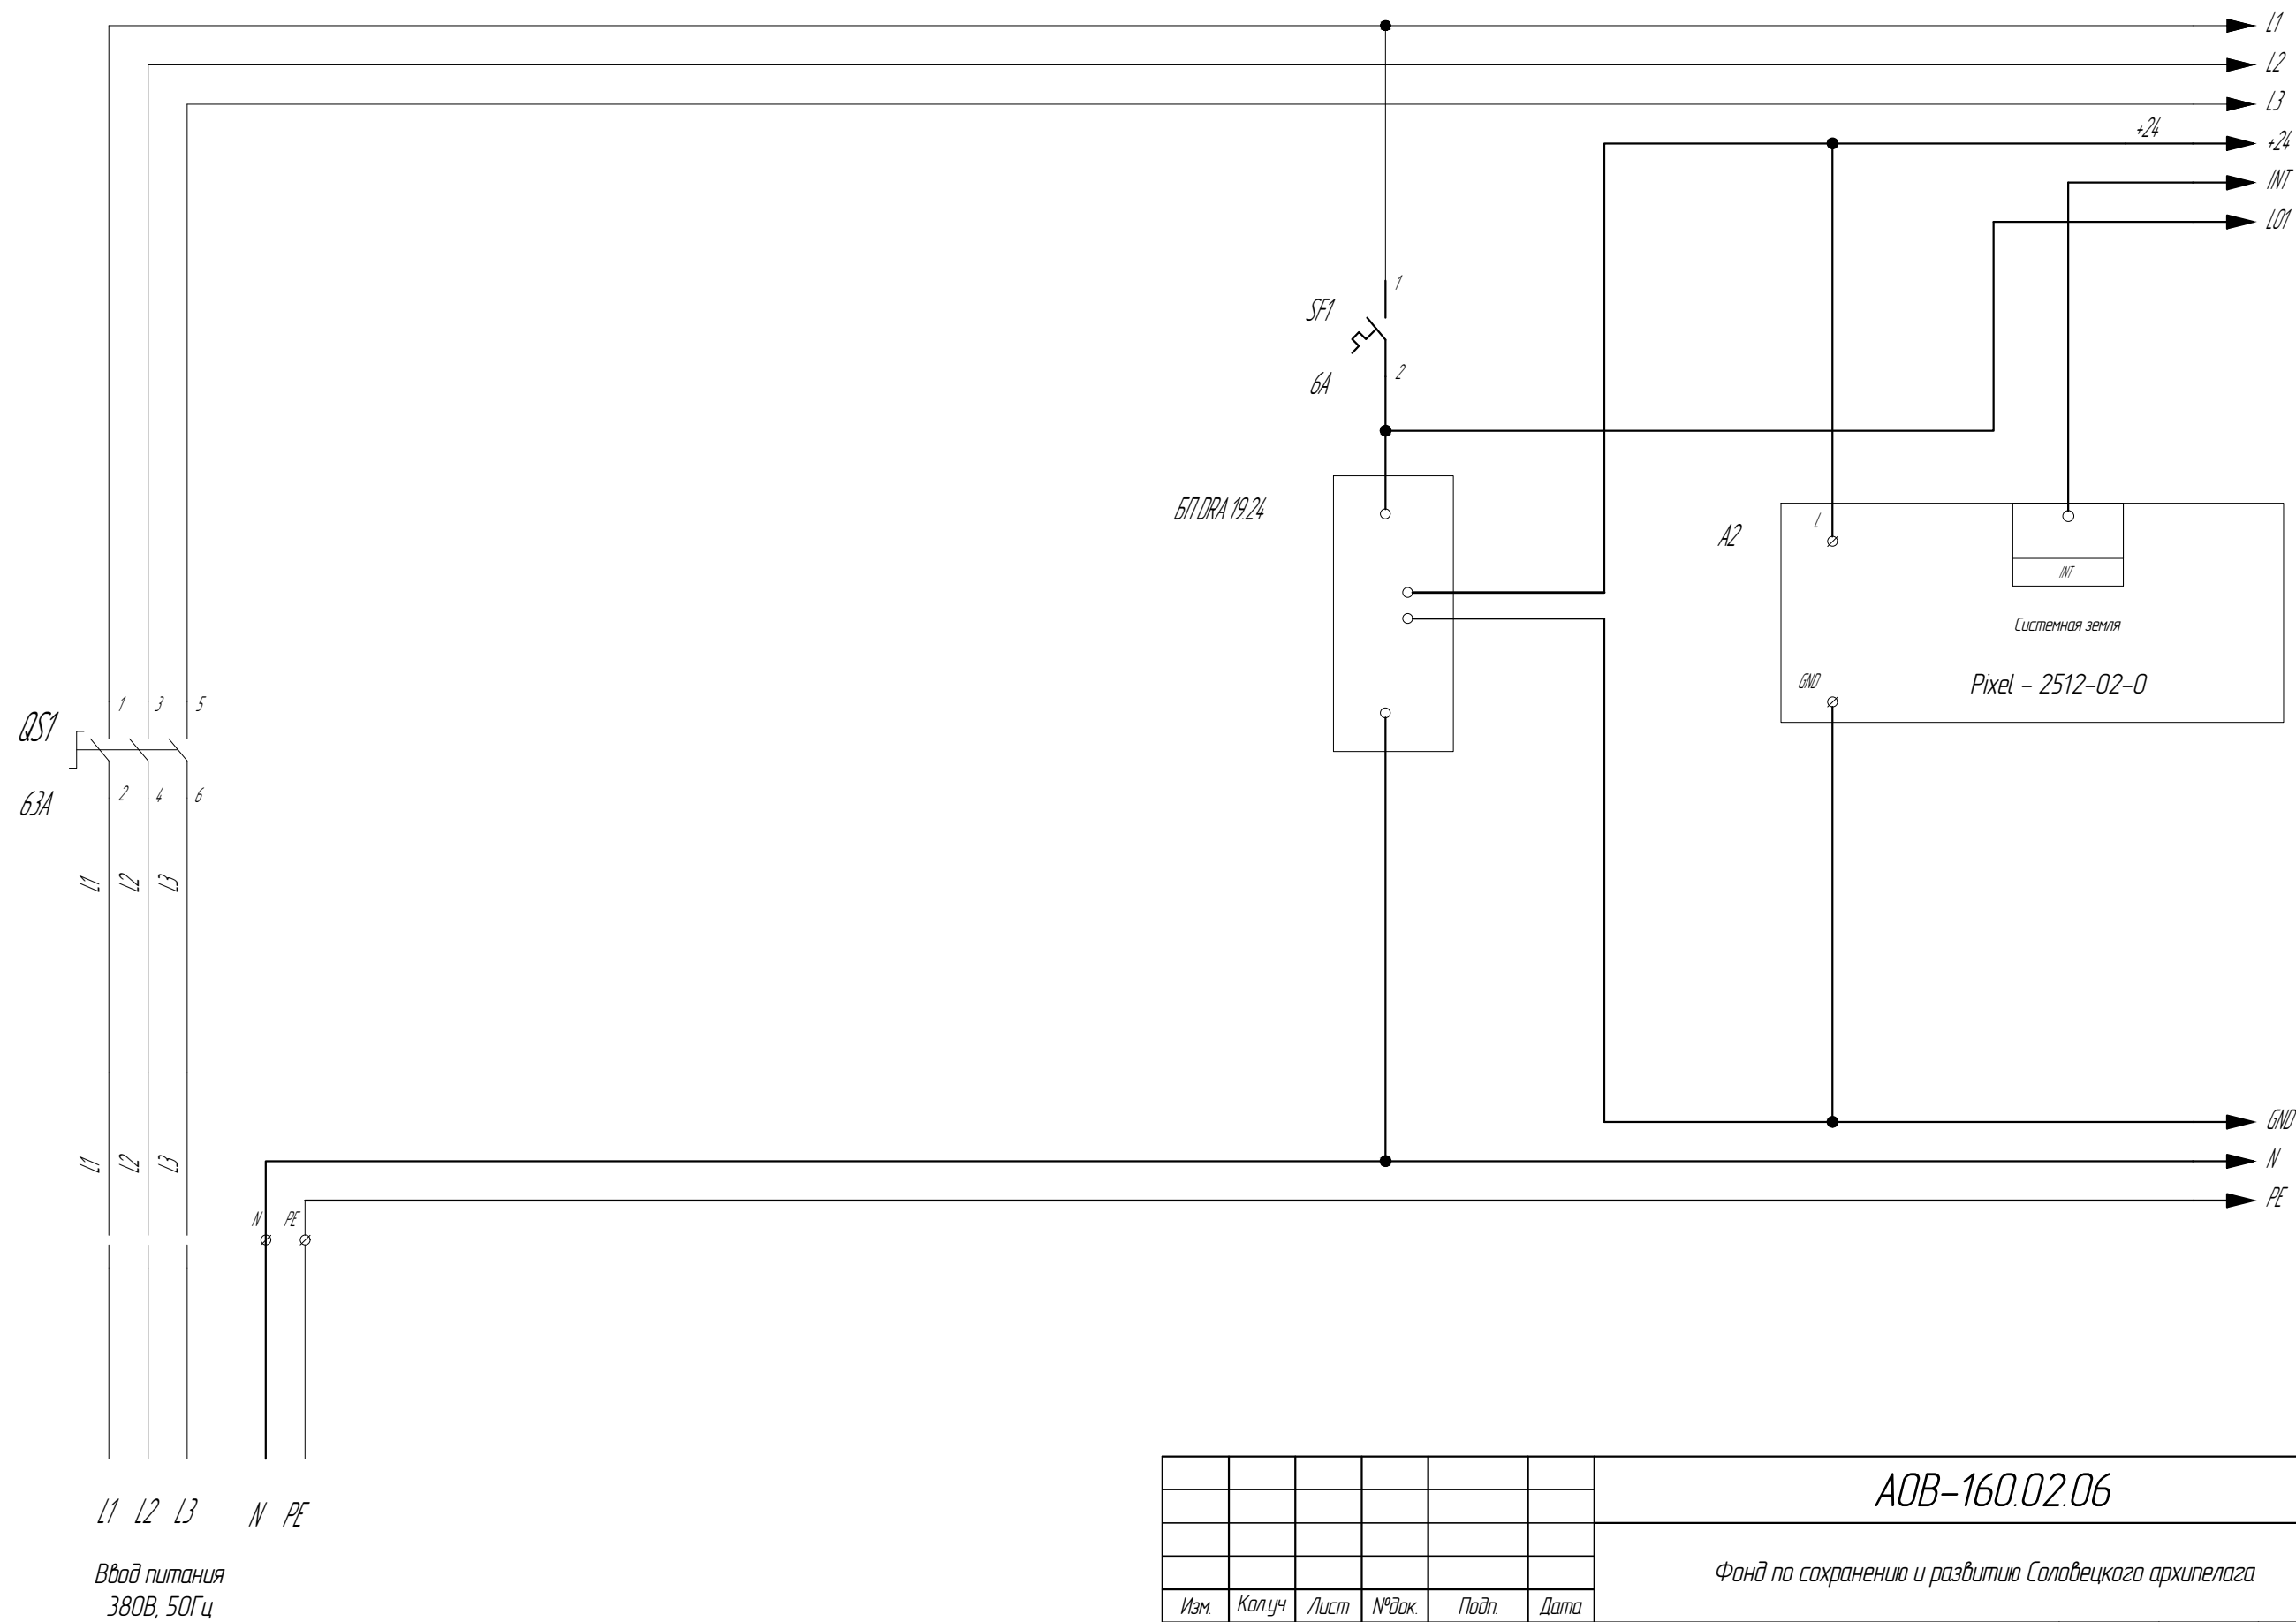 L1
L2
L3
+24
+24
INT
L01
1
SF1
6А
2
БП DRA 19.24
A2
L
INT
Системная земля
GND
Pixel - 2512-02-0
1 3 5
QS1
63А
2 4 6
L1 L2 L3
GND
L1 L2 L3
N
PE
N PE
L1 L2 L3 N PE
Ввод питания
380В, 50Гц
АОВ-160.02.06
Фонд по сохранению и развитию Соловецкого архипелага
Изм. Кол.уч Лист №док. Подп. Дата